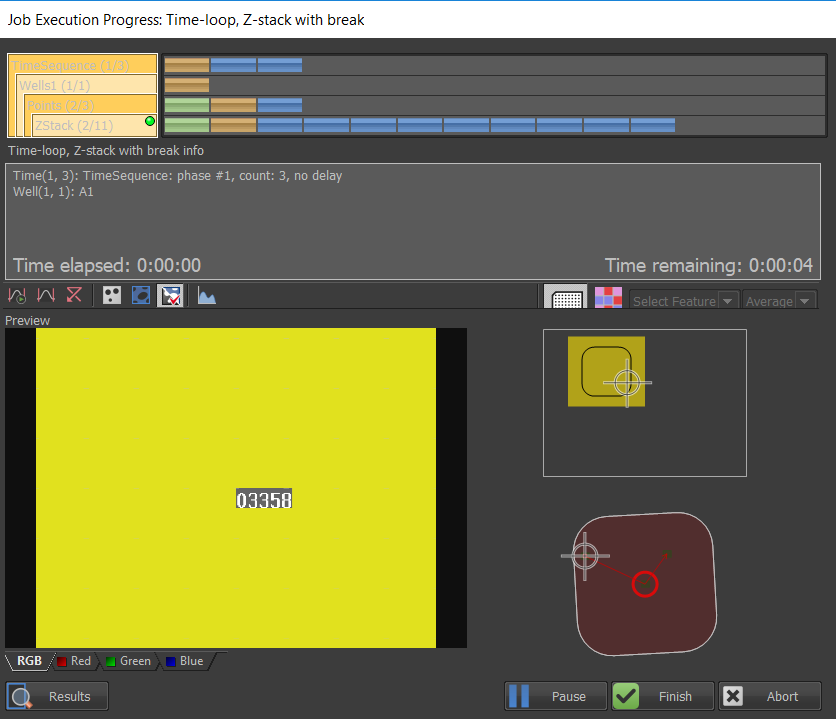 Job Execution Progress: Time-loop, Z-stack with break
TimeSequence (1/3)
Wells1 (1/1)
Points (2/3)
ZStack (2/11)
Time-loop, Z-stack with break info
Time(1, 3): TimeSequence: phase #1, count: 3, no delay
Well(1, 1): A1
Time elapsed: 0:00:00 Time remaining: 0:00:04
Select Feature Average
Preview
03358
RGB Red Green Blue
Results Pause Finish Abort